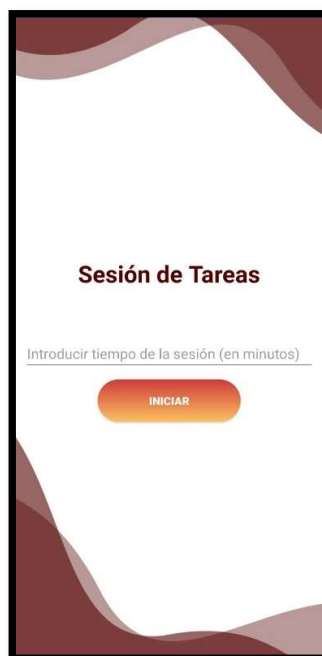 Sesión de Tareas
Introducir tiempo de la sesión (en minutos)
INICIAR